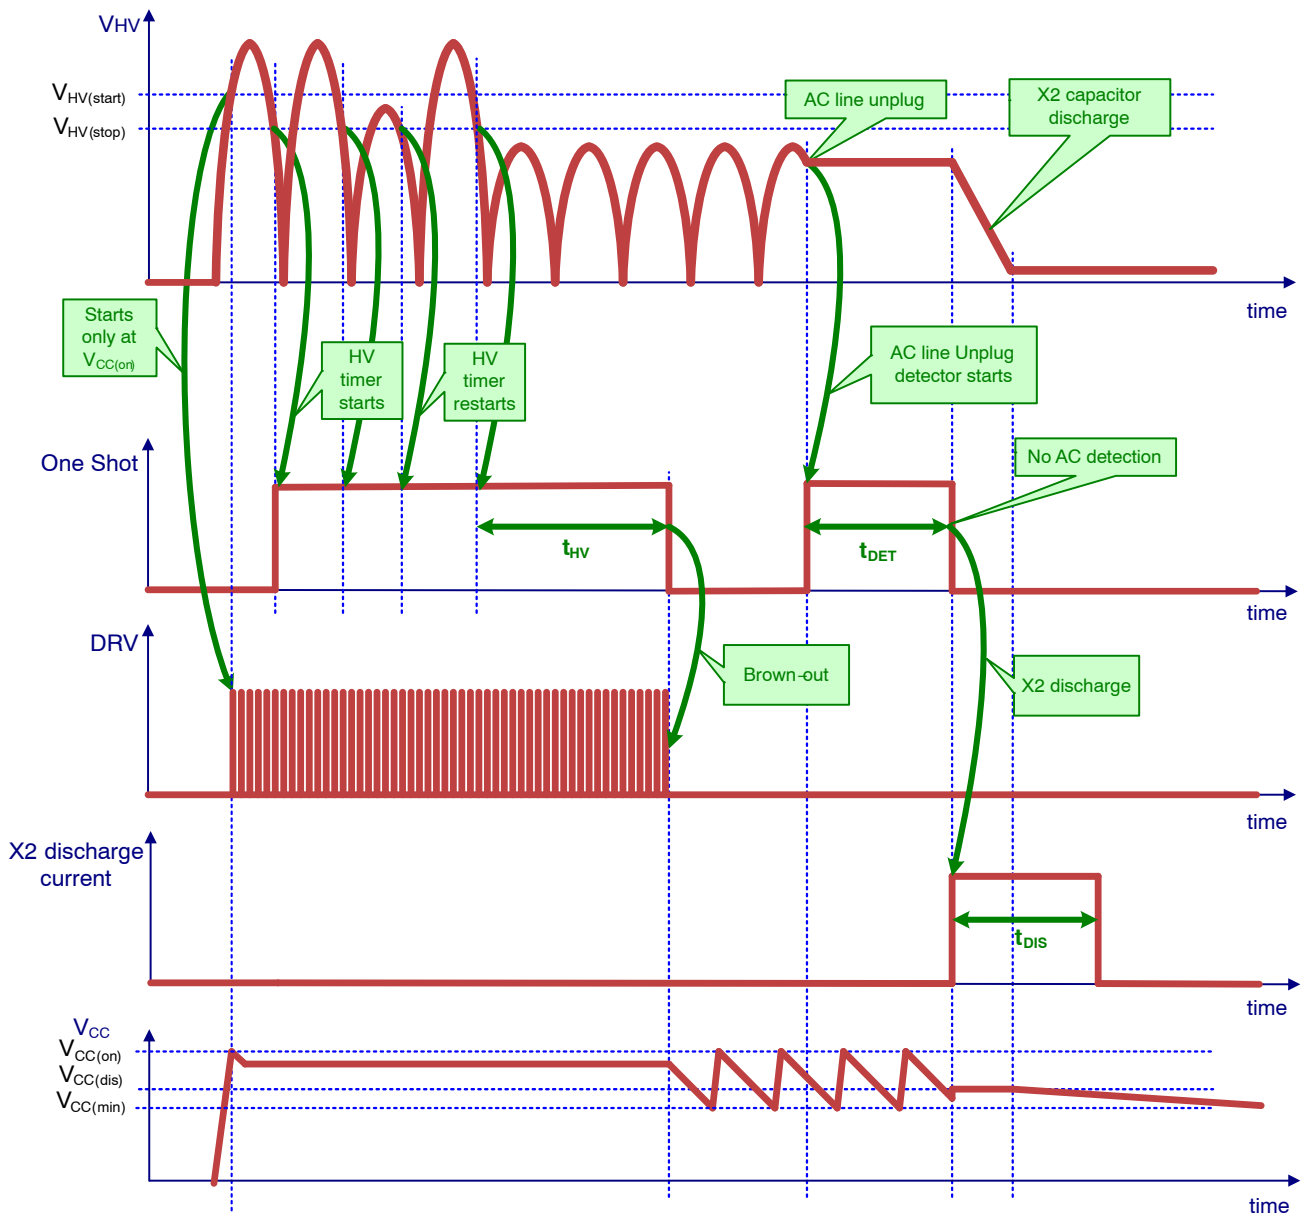 VHV
VHV(start)
VHV(stop)
AC line unplug
X2 capacitor
discharge
time
Starts
only at
VCC(on)
HV
timer
starts
HV
timer
restarts
AC line Unplug
detector starts
One Shot
No AC detection
tHV
tDET
time
DRV
Brown-out
X2 discharge
time
X2 discharge
current
tDIS
time
VCC
VCC(on)
VCC(dis)
VCC(min)
time